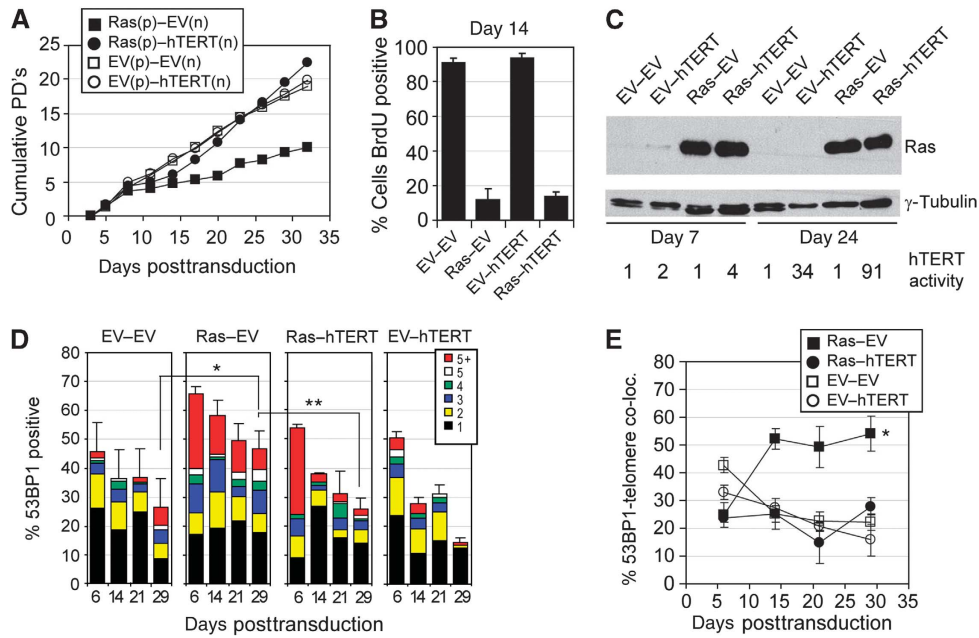 A
Ras(p)–EV(n)
Ras(p)–hTERT(n)
EV(p)–EV(n)
EV(p)–hTERT(n)
Cumulative PD's
25
20
15
10
5
0
0 5 10 15 20 25 30 35
Days posttransduction
B
Day 14
% Cells BrdU positive
100
80
60
40
20
0
EV–EV
Ras–EV
EV–hTERT
Ras–hTERT
C
EV–EV
EV–hTERT
Ras–EV
Ras–hTERT
EV–EV
EV–hTERT
Ras–EV
Ras–hTERT
Ras
γ-Tubulin
Day 7 Day 24
1 2 1 4 1 34 1 91
hTERT
activity
D
EV–EV Ras–EV Ras–hTERT EV–hTERT
% 53BP1 positive
80
70
60
50
40
30
20
10
0
*
**
5+
5
4
3
2
1
6 14 21 29 6 14 21 29 6 14 21 29 6 14 21 29
Days posttransduction
E
Ras–EV
Ras–hTERT
EV–EV
EV–hTERT
% 53BP1-telomere co-loc.
80
70
60
50
40
30
20
10
0
*
0 5 10 15 20 25 30 35
Days posttransduction